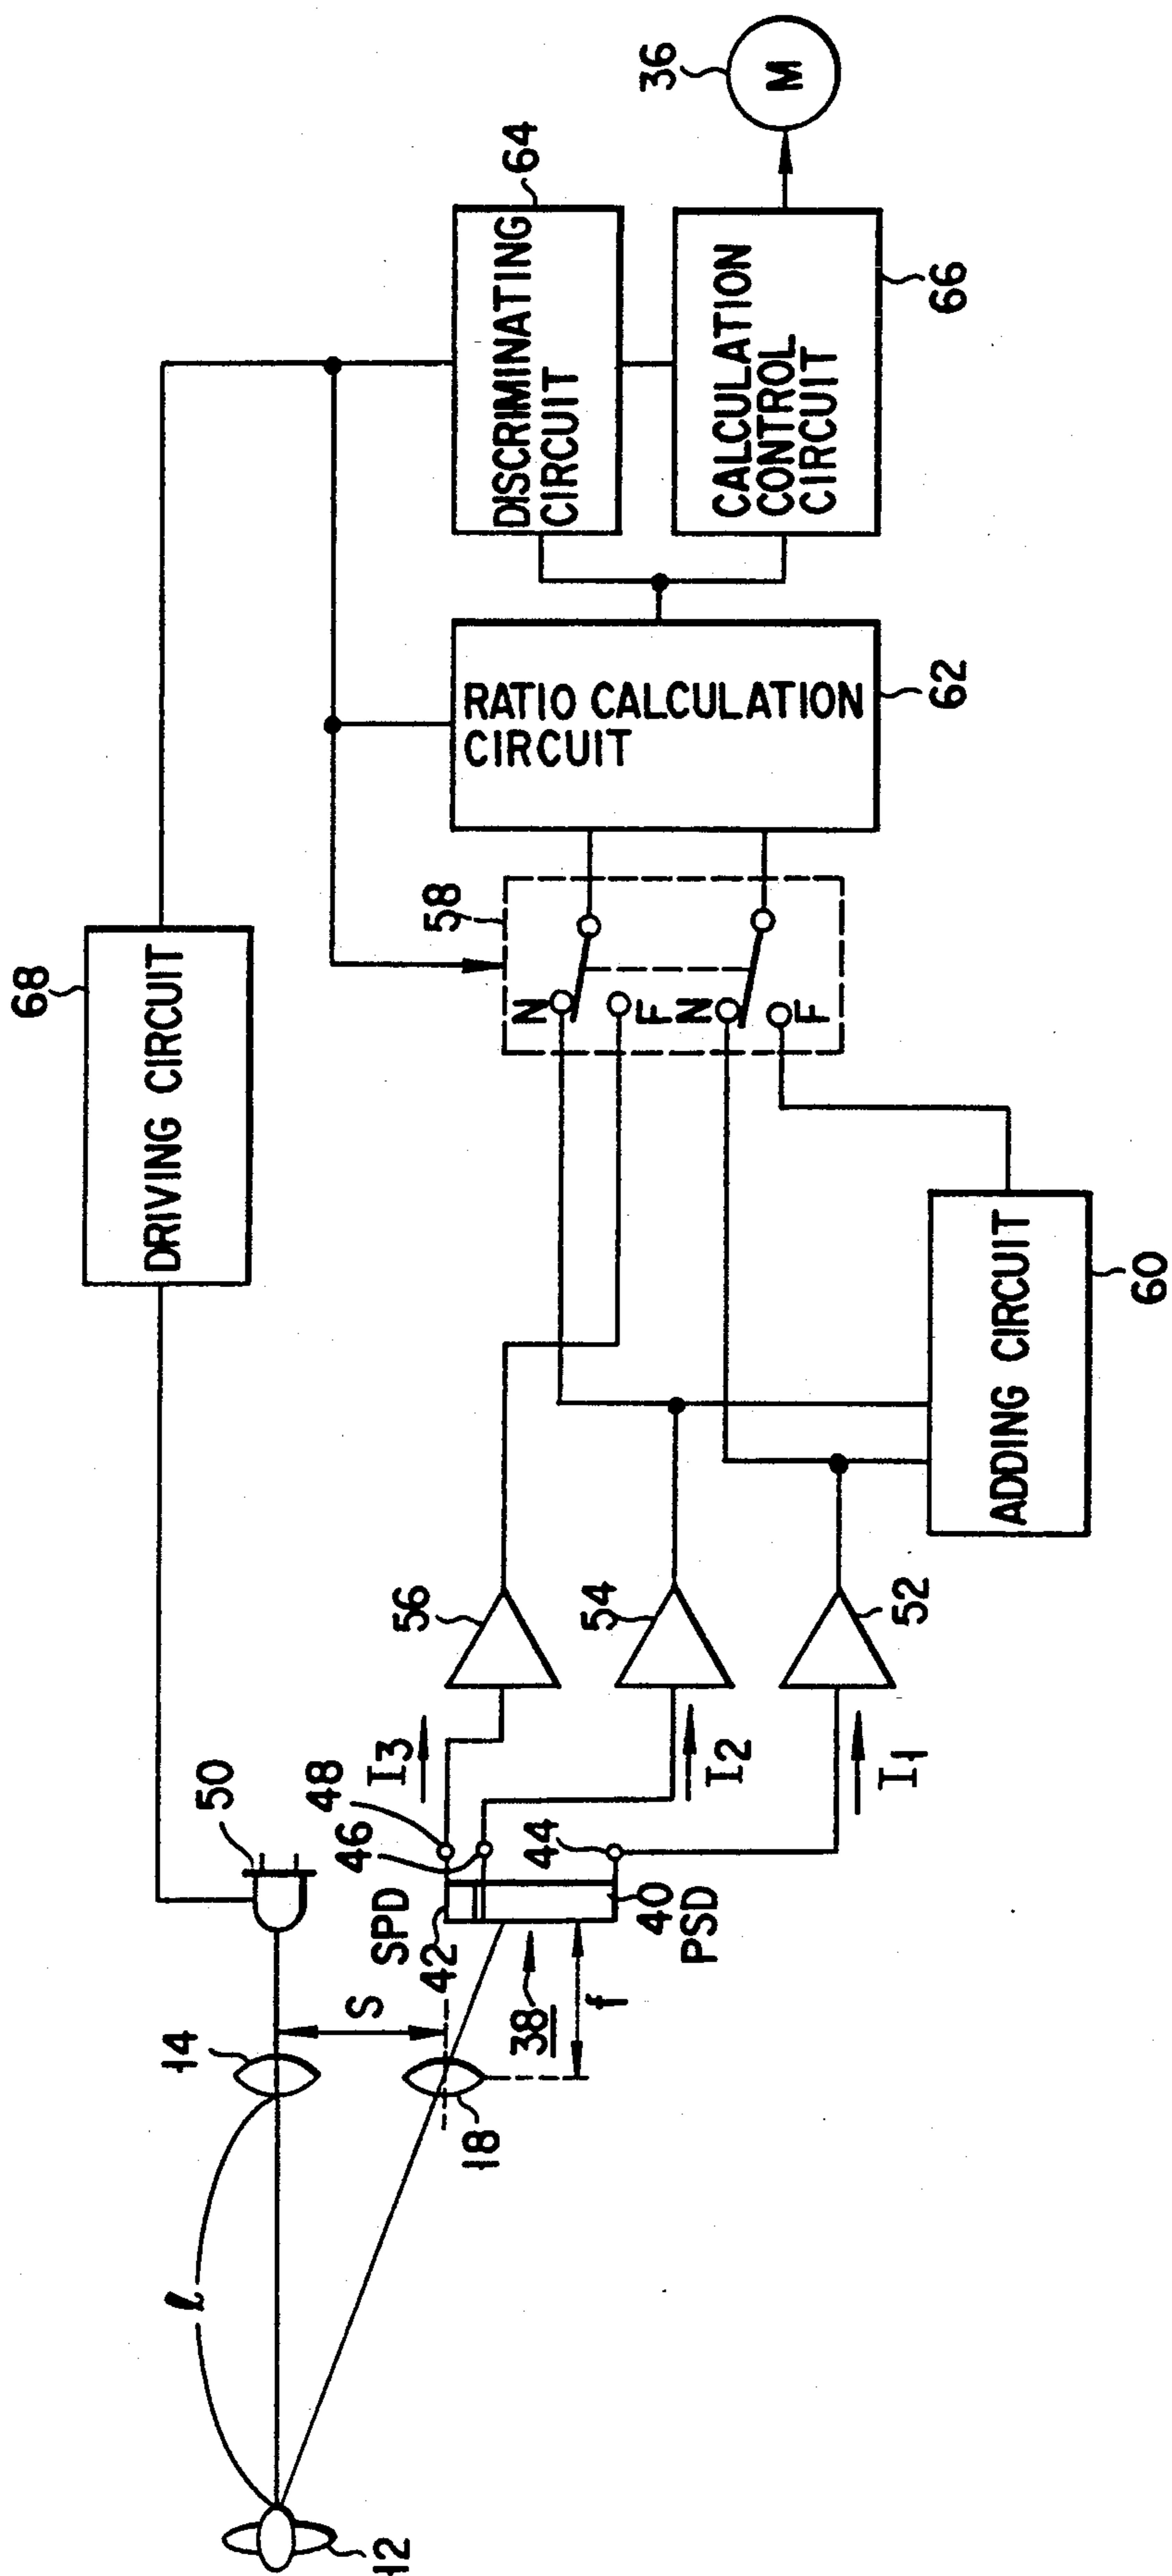 68
DRIVING CIRCUIT
50
14
ℓ
12
S
18
SPD
42
48
46
44
40
PSD
38
f
I3
I2
I1
56
54
52
ADDING CIRCUIT
60
58
N
F
N
F
RATIO CALCULATION
CIRCUIT
62
DISCRIMINATING
CIRCUIT
64
CALCULATION
CONTROL
CIRCUIT
66
M
36